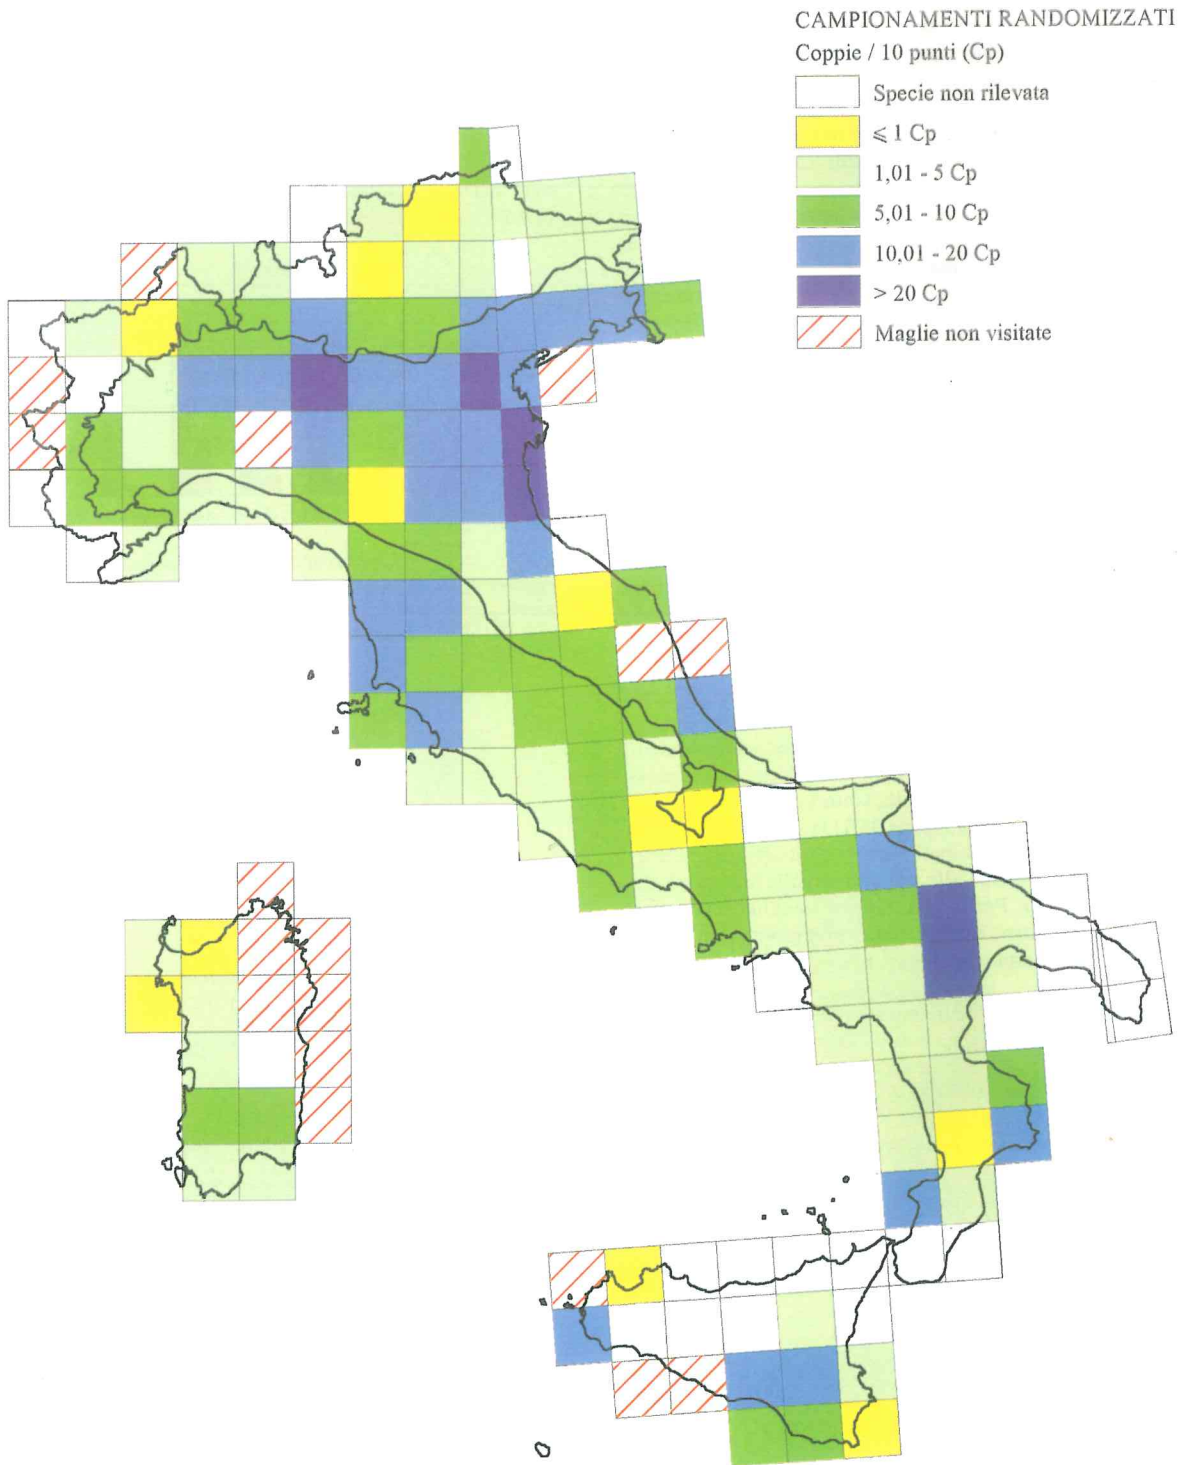 CAMPIONAMENTI RANDOMIZZATI
Coppie / 10 punti (Cp)
Specie non rilevata
⩽ 1 Cp
1,01 - 5 Cp
5,01 - 10 Cp
10,01 - 20 Cp
> 20 Cp
Maglie non visitate